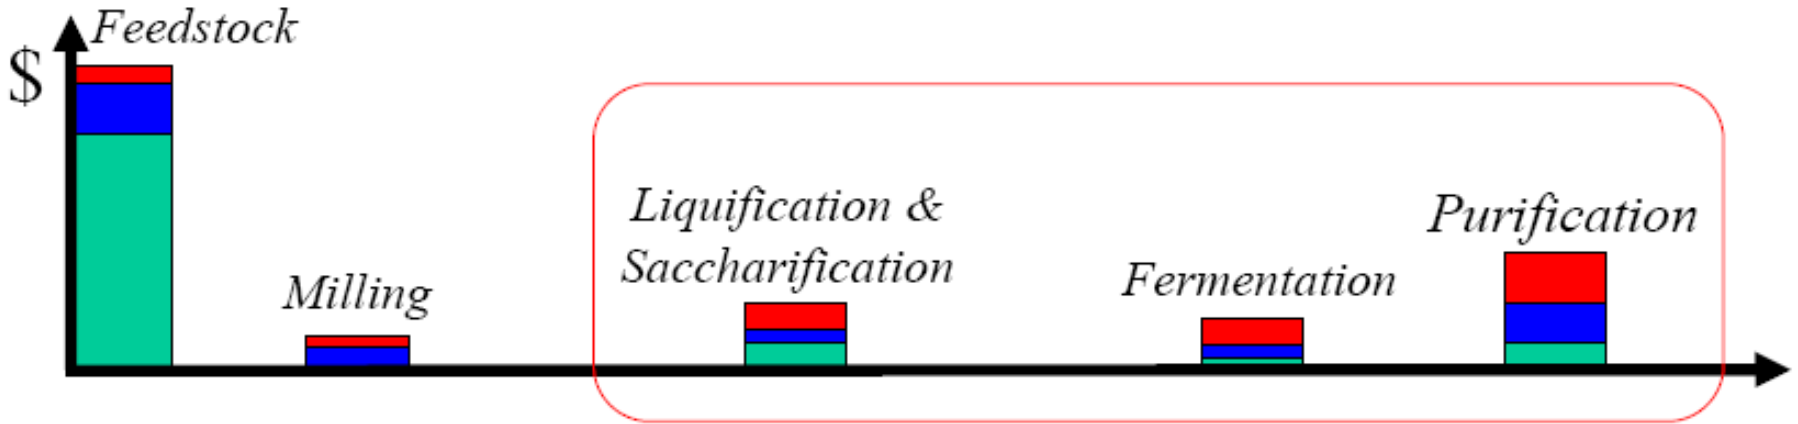 Feedstock
$
Milling
Liquification &
Saccharification
Fermentation
Purification